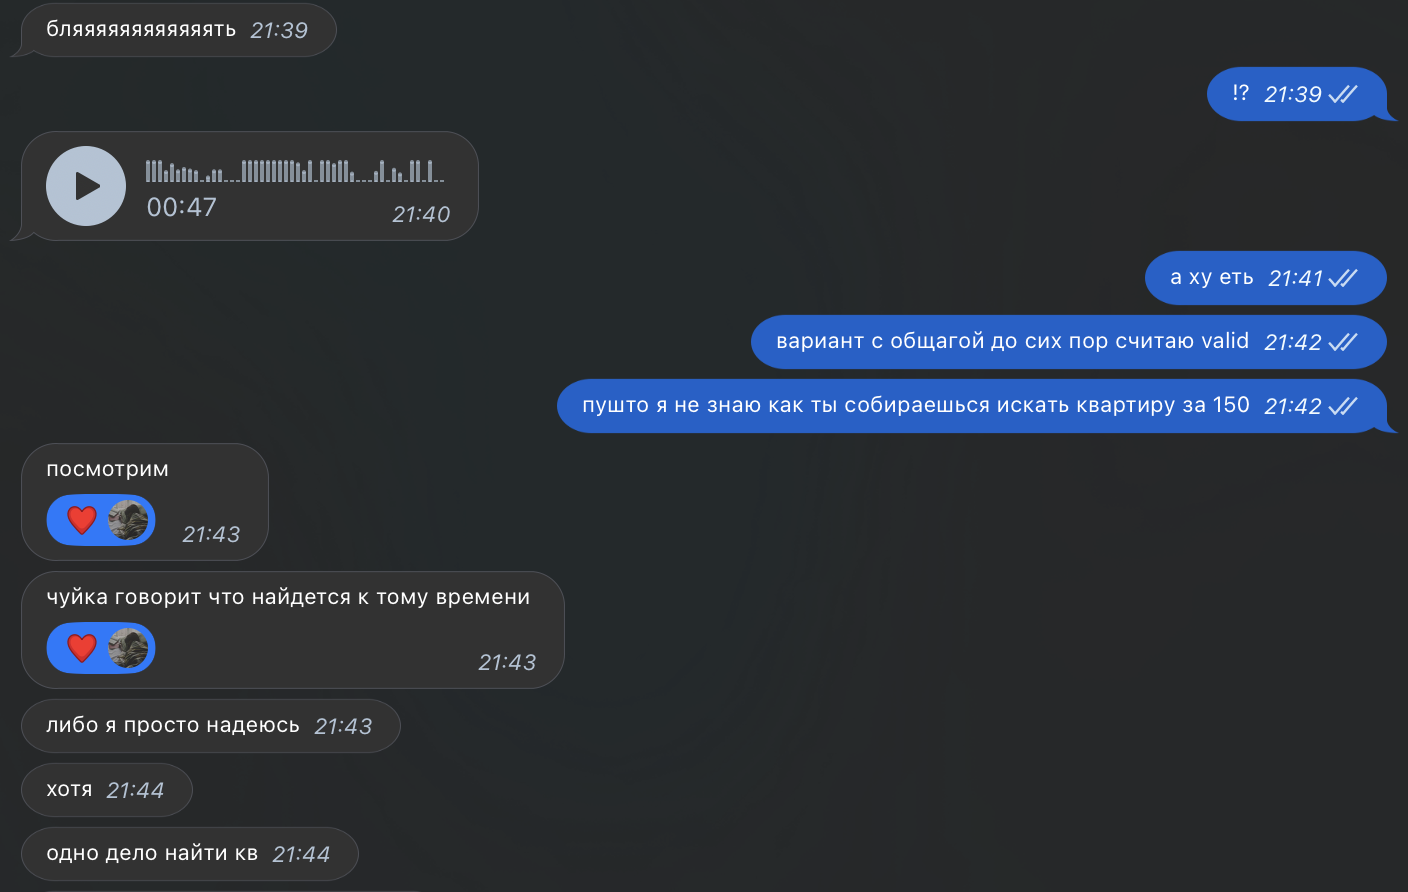 бляяяяяяяяяяяяять 21:39
!? 21:39
00:47 21:40
а ху еть 21:41
вариант с общагой до сих пор считаю valid 21:42
пушто я не знаю как ты собираешься искать квартиру за 150 21:42
посмотрим
21:43
чуйка говорит что найдется к тому времени
21:43
либо я просто надеюсь 21:43
хотя 21:44
одно дело найти кв 21:44